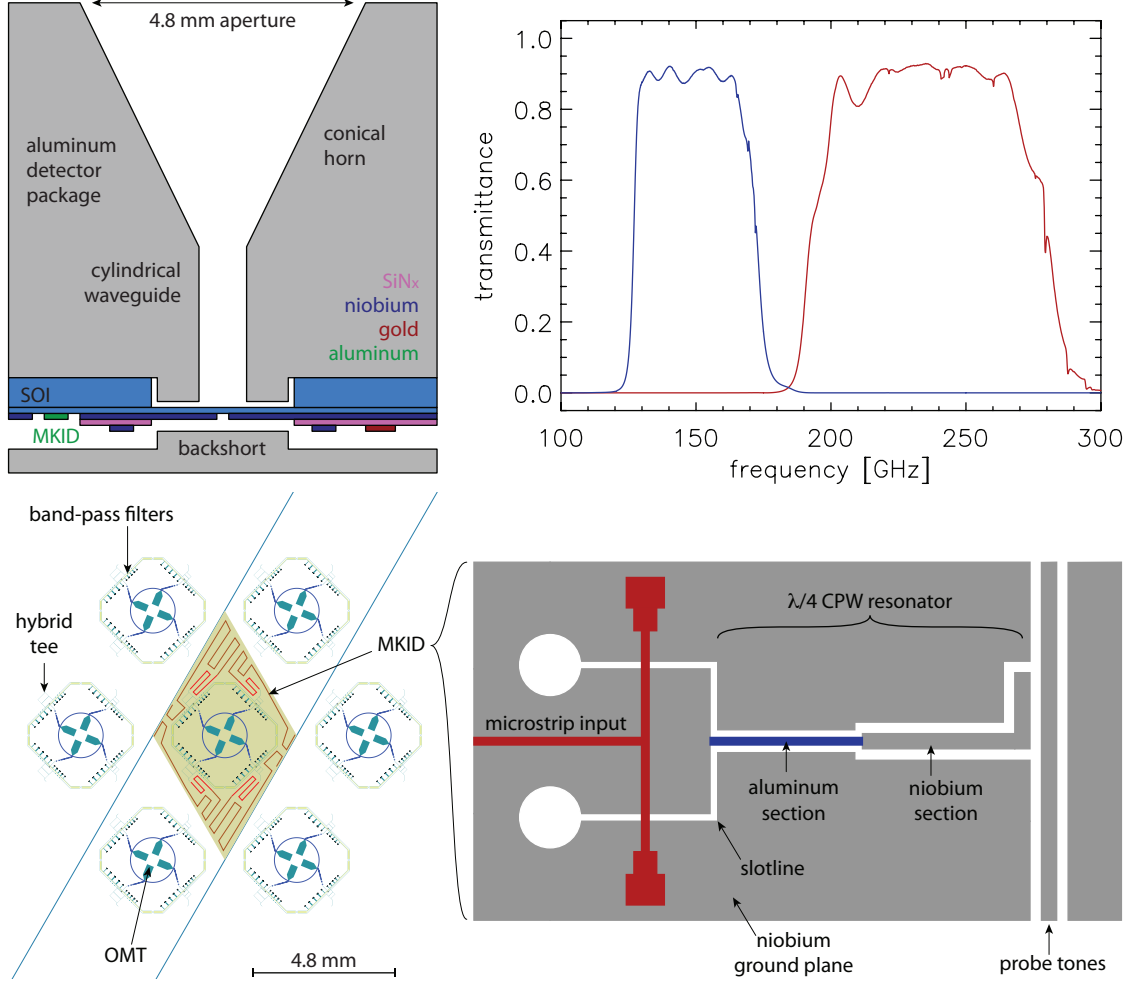 4.8 mm aperture
aluminum
detector
package
conical
horn
cylindrical
waveguide
SiNx
niobium
gold
aluminum
SOI
MKID
backshort
1.0
0.8
0.6
0.4
0.2
0.0
transmittance
100
150
200
250
300
frequency [GHz]
band-pass filters
hybrid
tee
MKID
OMT
4.8 mm
λ/4 CPW resonator
microstrip input
aluminum
section
niobium
section
slotline
niobium
ground plane
probe tones